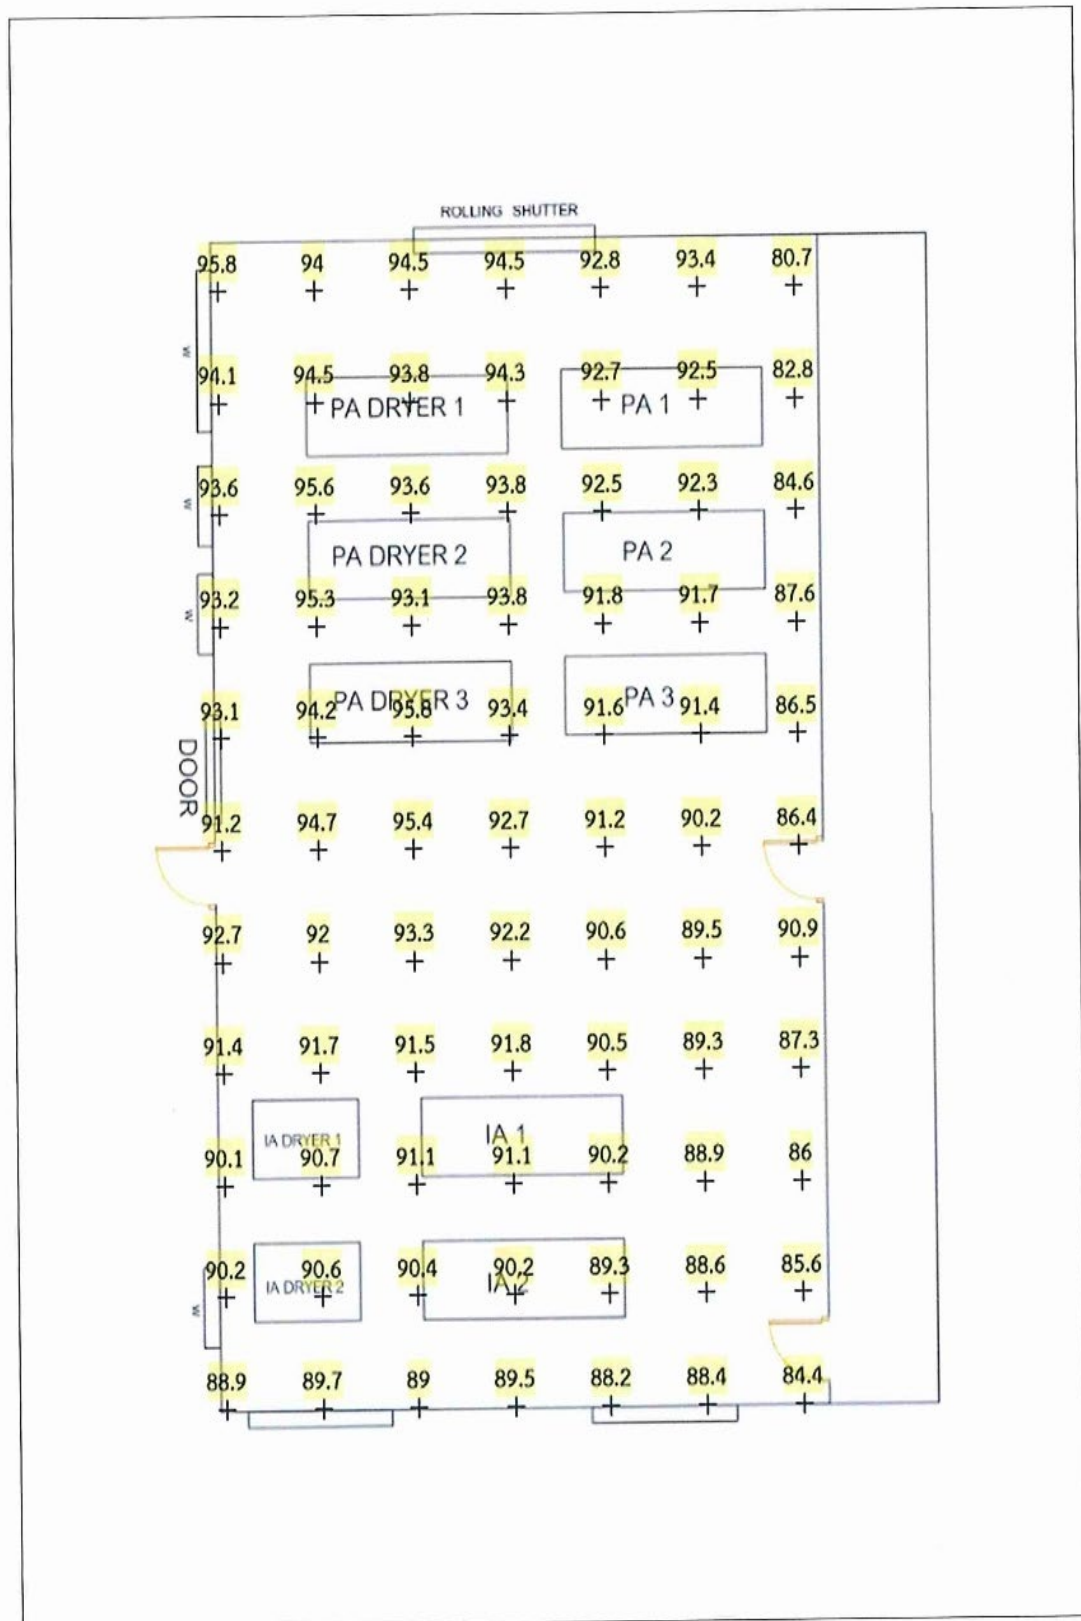 ROLLING SHUTTER
95.8 94 94.5 94.5 92.8 93.4 80.7
W
94.1 94.5 93.8 94.3 92.7 92.5 82.8
PA DRYER 1 PA 1
93.6 95.6 93.6 93.8 92.5 92.3 84.6
W
PA DRYER 2 PA 2
93.2 95.3 93.1 93.8 91.8 91.7 87.6
W
PA DRYER 3 PA 3
93.1 94.2 95.8 93.4 91.6 91.4 86.5
DOOR
91.2 94.7 95.4 92.7 91.2 90.2 86.4
92.7 92 93.3 92.2 90.6 89.5 90.9
91.4 91.7 91.5 91.8 90.5 89.3 87.3
IA DRYER 1 IA 1
90.1 90.7 91.1 91.1 90.2 88.9 86
90.2 90.6 90.4 90.2 89.3 88.6 85.6
IA DRYER 2 IA 2
W
88.9 89.7 89 89.5 88.2 88.4 84.4